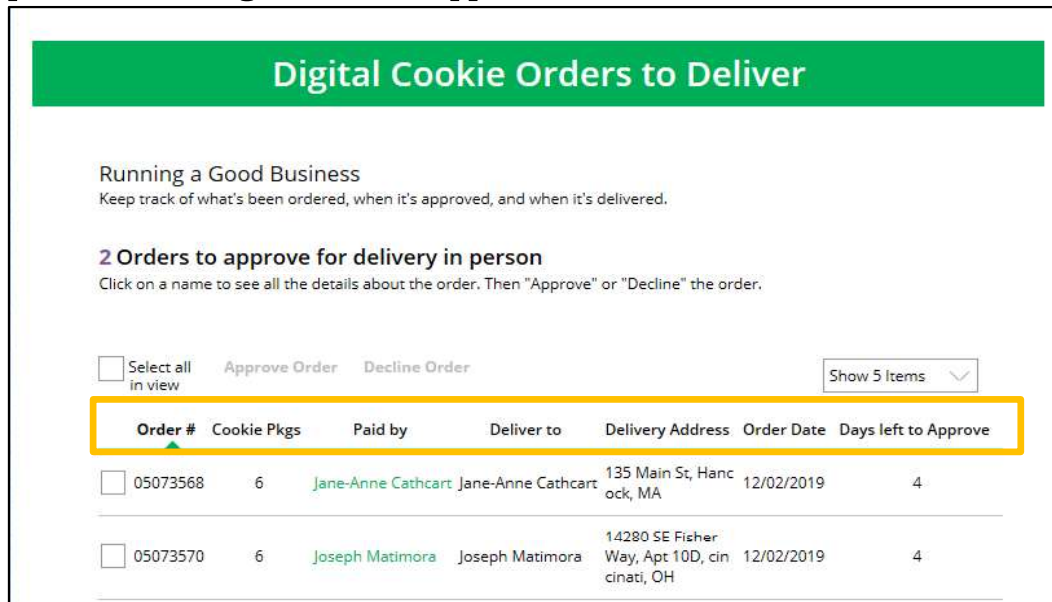 Digital Cookie Orders to Deliver
Running a Good Business
Keep track of what's been ordered, when it's approved, and when it's delivered.
2 Orders to approve for delivery in person
Click on a name to see all the details about the order. Then "Approve" or "Decline" the order.
Select all in view Approve Order Decline Order Show 5 Items
Order # Cookie Pkgs Paid by Deliver to Delivery Address Order Date Days left to Approve
05073568 6 Jane-Anne Cathcart Jane-Anne Cathcart 135 Main St, Hanc
ock, MA 12/02/2019 4
14280 SE Fisher
05073570 6 Joseph Matimora Joseph Matimora Way, Apt 10D, cin 12/02/2019 4
cinati, OH